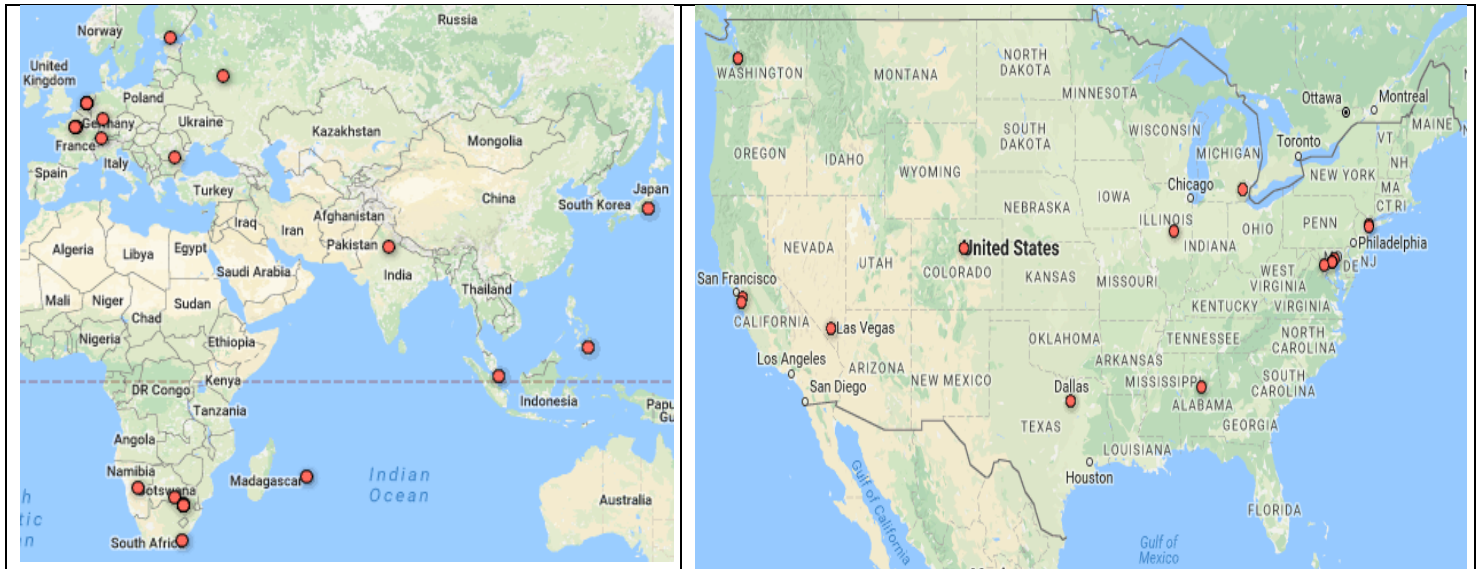 Norway
Russia
United
Kingdom
Poland
Germany
Ukraine
Kazakhstan
France
Mongolia
Italy
Spain
Turkey
China
Japan
South Korea
Iraq
Afghanistan
Iran
Algeria
Libya
Egypt
Pakistan
India
Saudi Arabia
Thailand
Mali
Niger
Sudan
Chad
Nigeria
Ethiopia
Kenya
DR Congo
Indonesia
Tanzania
Angola
Namibia
Botswana
Madagascar
Indian
Ocean
Australia
South Afric
WASHINGTON
MONTANA
NORTH
DAKOTA
MINNESOTA
Ottawa
Montreal
MAINE
OREGON
IDAHO
SOUTH
DAKOTA
WISCONSIN
MICHIGAN
Toronto
VT
NH
WYOMING
NEW YORK
MA
CT RI
Chicago
IOWA
NEBRASKA
ILLINOIS
INDIANA
OHIO
PENN
NEVADA
UTAH
United States
COLORADO
KANSAS
MISSOURI
Philadelphia
DE
NJ
WEST
VIRGINIA
San Francisco
KENTUCKY
VIRGINIA
CALIFORNIA
Las Vegas
OKLAHOMA
TENNESSEE
NORTH
CAROLINA
Los Angeles
ARIZONA
NEW MEXICO
ARKANSAS
San Diego
Dallas
MISSISSIPPI
SOUTH
CAROLINA
ALABAMA
TEXAS
GEORGIA
LOUISIANA
Houston
Gulf of California
FLORIDA
Gulf of
Mexico